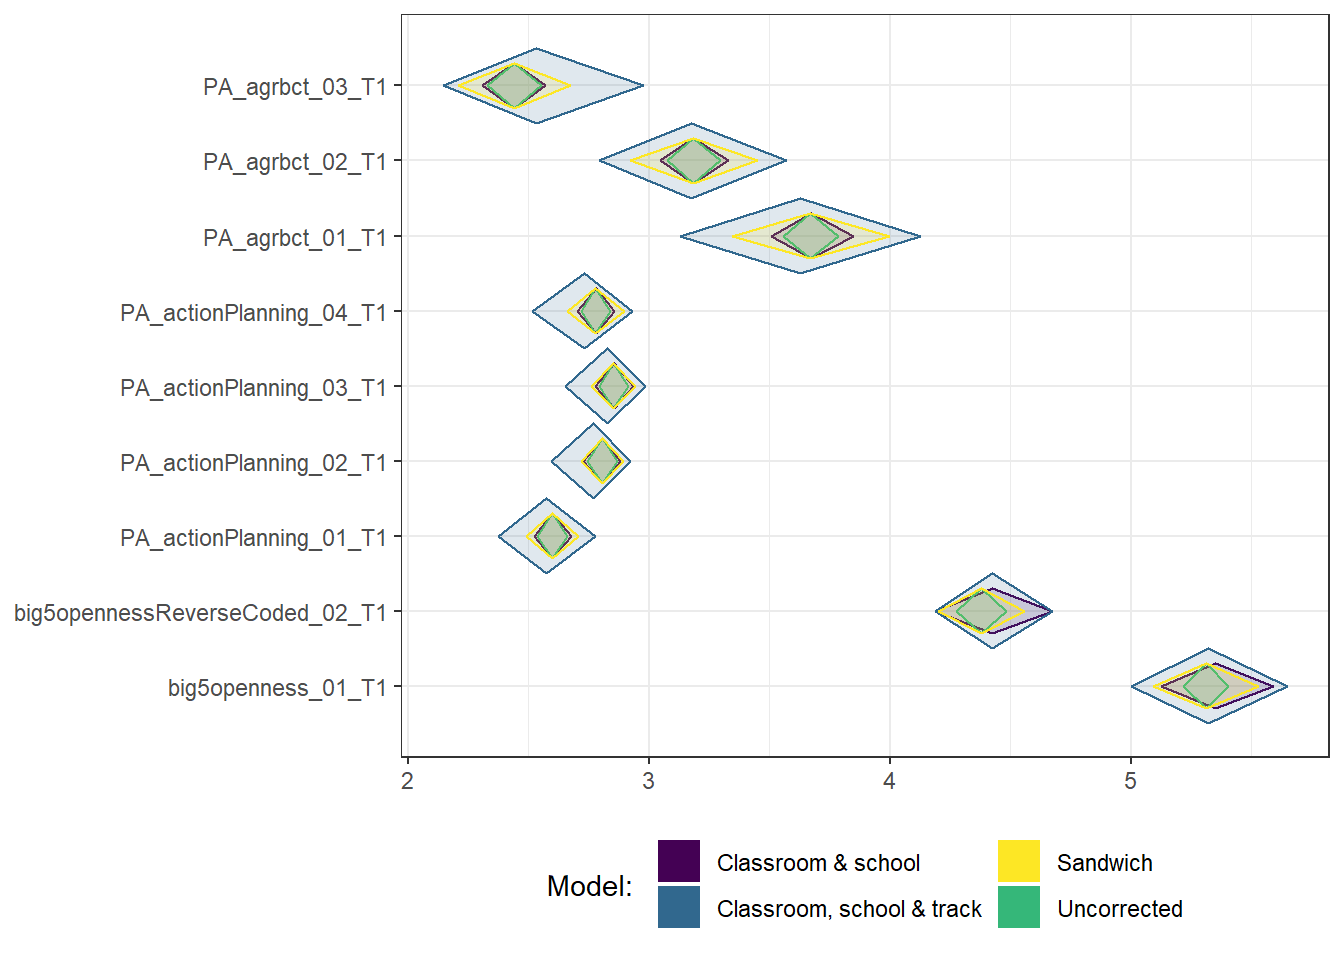 PA_agrbct_03_T1
PA_agrbct_02_T1
PA_agrbct_01_T1
PA_actionPlanning_04_T1
PA_actionPlanning_03_T1
PA_actionPlanning_02_T1
PA_actionPlanning_01_T1
big5opennessReverseCoded_02_T1
big5openness_01_T1
2 3 4 5
Model:
Classroom & school
Classroom, school & track
Sandwich
Uncorrected